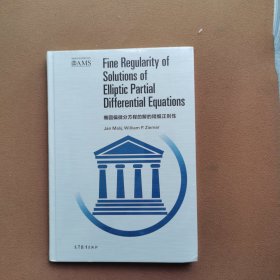 AMS
Fine Regularity of
Solutions of
Elliptic Partial
Differential Equations
椭圆偏微分方程的解的精细正则性
Jan Malý, William P. Ziemer
高等教育出版社